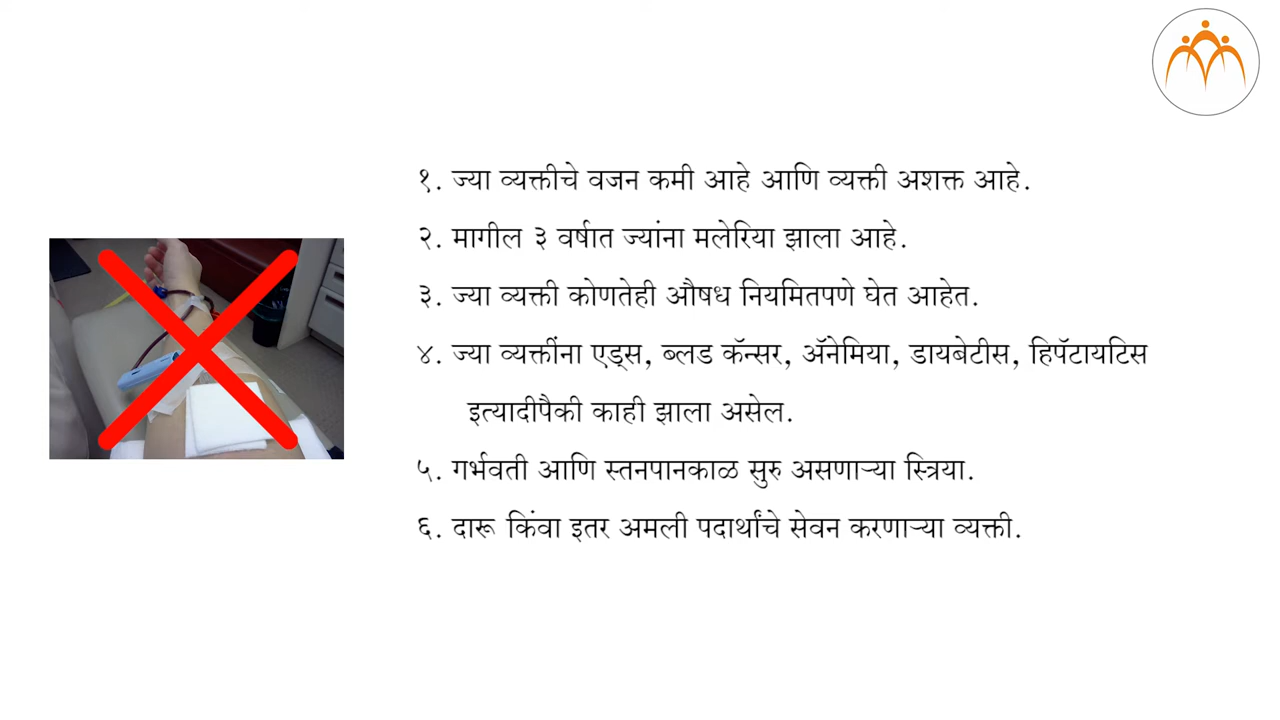 १. ज्या व्यक्तीचे वजन कमी आहे आणि व्यक्ती अशक्त आहे.
२. मागील ३ वर्षात ज्यांना मलेरिया झाला आहे.
३. ज्या व्यक्ती कोणतेही औषध नियमितपणे घेत आहेत.
४. ज्या व्यक्तींना एड्स, ब्लड कॅन्सर, ॲनेमिया, डायबेटीस, हिपॅटायटिस
इत्यादीपैकी काही झाला असेल.
५. गर्भवती आणि स्तनपानकाळ सुरु असणाऱ्या स्त्रिया.
६. दारू किंवा इतर अमली पदार्थांचे सेवन करणाऱ्या व्यक्ती.